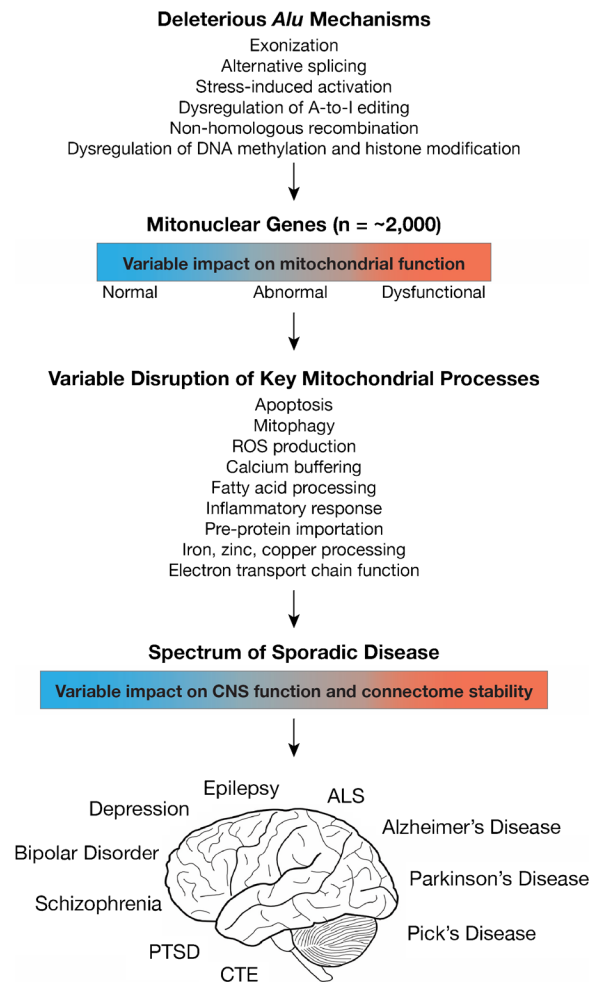 Deleterious Alu Mechanisms
Exonization
Alternative splicing
Stress-induced activation
Dysregulation of A-to-I editing
Non-homologous recombination
Dysregulation of DNA methylation and histone modification
Mitonuclear Genes (n = ~2,000)
Variable impact on mitochondrial function
Normal Abnormal Dysfunctional
Variable Disruption of Key Mitochondrial Processes
Apoptosis
Mitophagy
ROS production
Calcium buffering
Fatty acid processing
Inflammatory response
Pre-protein importation
Iron, zinc, copper processing
Electron transport chain function
Spectrum of Sporadic Disease
Variable impact on CNS function and connectome stability
Epilepsy
ALS
Depression
Alzheimer's Disease
Bipolar Disorder
Parkinson's Disease
Schizophrenia
Pick's Disease
PTSD
CTE